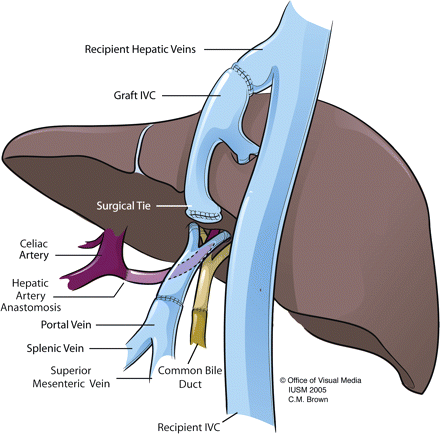 Recipient Hepatic Veins
Graft IVC
Surgical Tie
Celiac
Artery
Hepatic
Artery
Anastomosis
Portal Vein
Splenic Vein
Superior
Mesenteric Vein
Common Bile
Duct
© Office of Visual Media
IUSM 2005
C.M. Brown
Recipient IVC